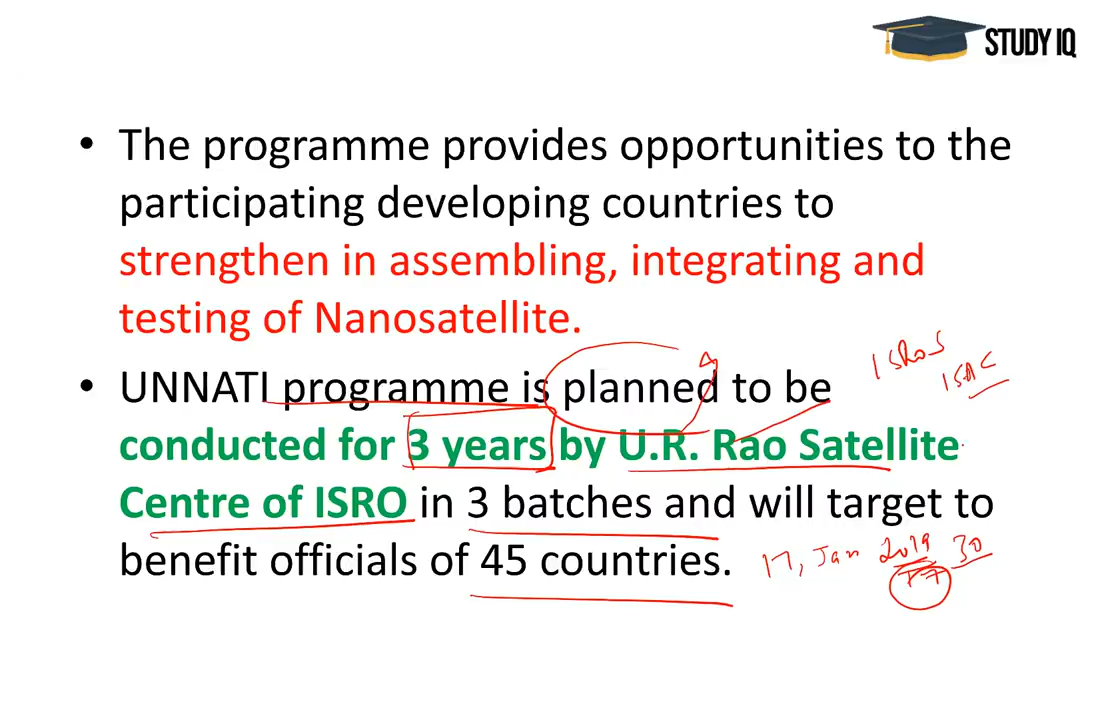 STUDY IQ
• The programme provides opportunities to the
participating developing countries to
strengthen in assembling, integrating and
testing of Nanosatellite.
• UNNATI programme is planned to be
conducted for 3 years by U.R. Rao Satellite
Centre of ISRO in 3 batches and will target to
benefit officials of 45 countries.
ISROS
ISAC
17, Jan 2019 30